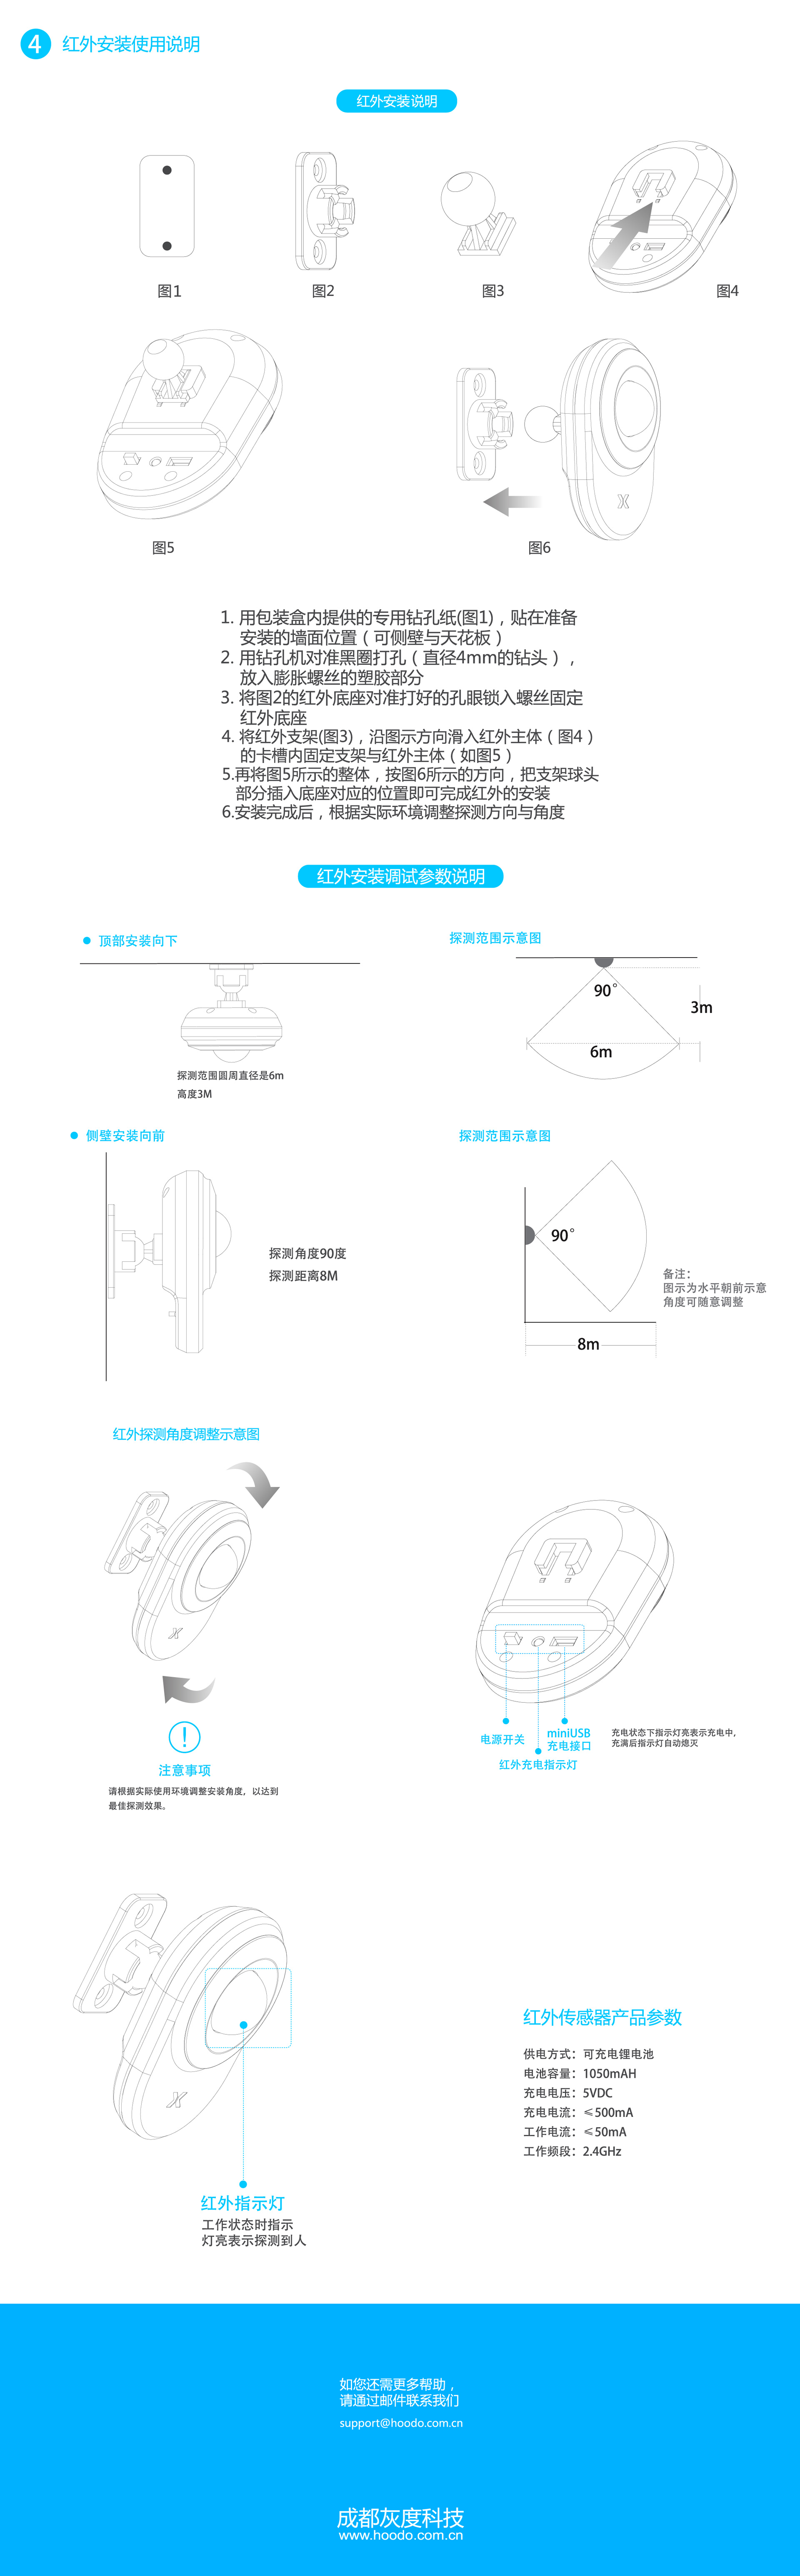 4 红外安装使用说明
红外安装说明
图1
图2
图3
图4
图5
图6
X
1. 用包装盒内提供的专用钻孔纸(图1)，贴在准备
安装的墙面位置（可侧壁与天花板）
2. 用钻孔机对准黑圈打孔（直径4mm的钻头），
放入膨胀螺丝的塑胶部分
3. 将图2的红外底座对准打好的孔眼锁入螺丝固定
红外底座
4. 将红外支架(图3)，沿图示方向滑入红外主体（图4）
的卡槽内固定支架与红外主体（如图5）
5.再将图5所示的整体，按图6所示的方向，把支架球头
部分插入底座对应的位置即可完成红外的安装
6.安装完成后，根据实际环境调整探测方向与角度
红外安装调试参数说明
顶部安装向下
探测范围圆周直径是6m
高度3M
探测范围示意图
90°
3m
6m
侧壁安装向前
探测角度90度
探测距离8M
探测范围示意图
90°
备注：
图示为水平朝前示意
角度可随意调整
8m
红外探测角度调整示意图
X
!
注意事项
请根据实际使用环境调整安装角度，以达到
最佳探测效果。
电源开关
miniUSB
充电接口
红外充电指示灯
充电状态下指示灯亮表示充电中，
充满后指示灯自动熄灭
X
红外指示灯
工作状态时指示
灯亮表示探测到人
红外传感器产品参数
供电方式：可充电锂电池
电池容量：1050mAH
充电电压：5VDC
充电电流：≤500mA
工作电流：≤50mA
工作频段：2.4GHz
如您还需更多帮助，
请通过邮件联系我们
support@hoodo.com.cn
成都灰度科技
www.hoodo.com.cn